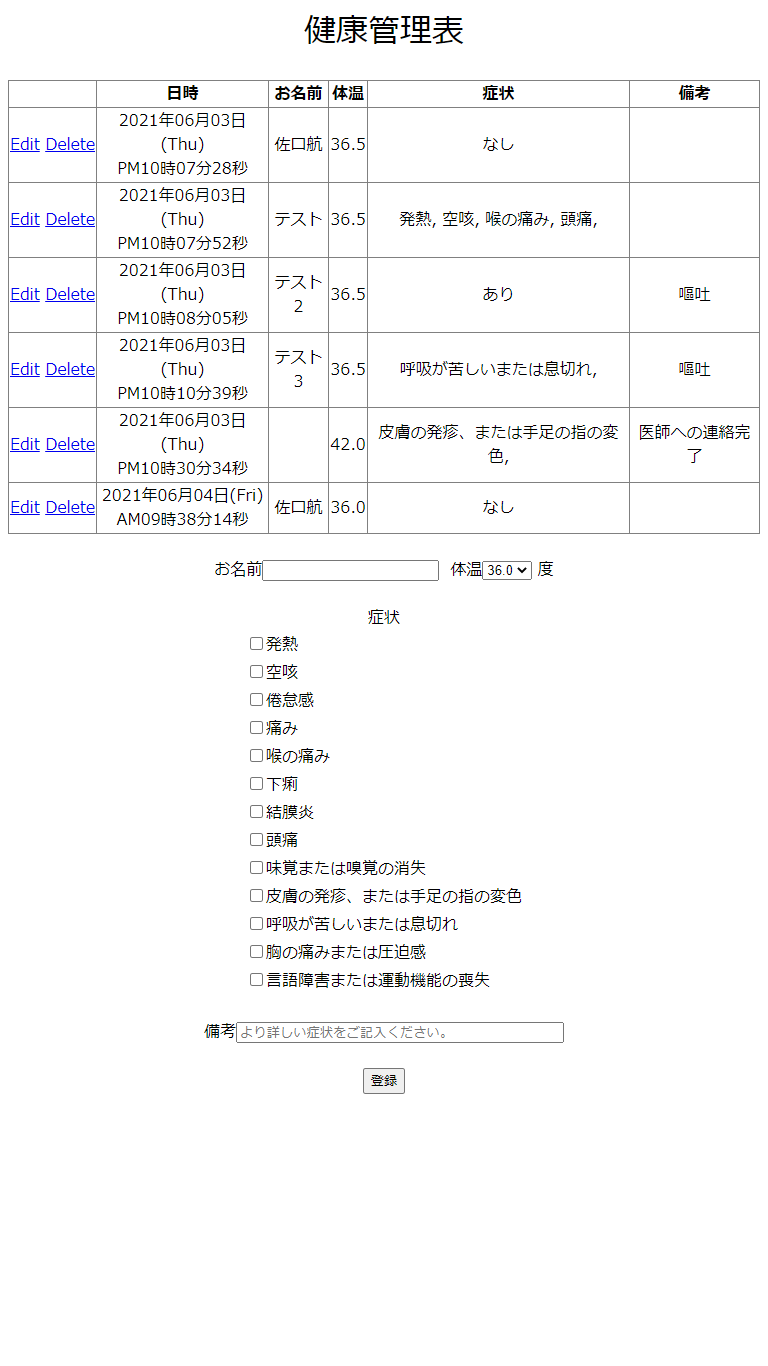 健康管理表
日時 お名前 体温 症状 備考
Edit Delete 2021年06月03日(Thu) PM10時07分28秒 佐口航 36.5 なし
Edit Delete 2021年06月03日(Thu) PM10時07分52秒 テスト 36.5 発熱, 空咳, 喉の痛み, 頭痛,
Edit Delete 2021年06月03日(Thu) PM10時08分05秒 テスト2 36.5 あり 嘔吐
Edit Delete 2021年06月03日(Thu) PM10時10分39秒 テスト3 36.5 呼吸が苦しいまたは息切れ, 嘔吐
Edit Delete 2021年06月03日(Thu) PM10時30分34秒 42.0 皮膚の発疹、または手足の指の変色, 医師への連絡完了
Edit Delete 2021年06月04日(Fri) AM09時38分14秒 佐口航 36.0 なし
お名前 体温 36.0 度
症状
発熱
空咳
倦怠感
痛み
喉の痛み
下痢
結膜炎
頭痛
味覚または嗅覚の消失
皮膚の発疹、または手足の指の変色
呼吸が苦しいまたは息切れ
胸の痛みまたは圧迫感
言語障害または運動機能の喪失
備考 より詳しい症状をご記入ください。
登録